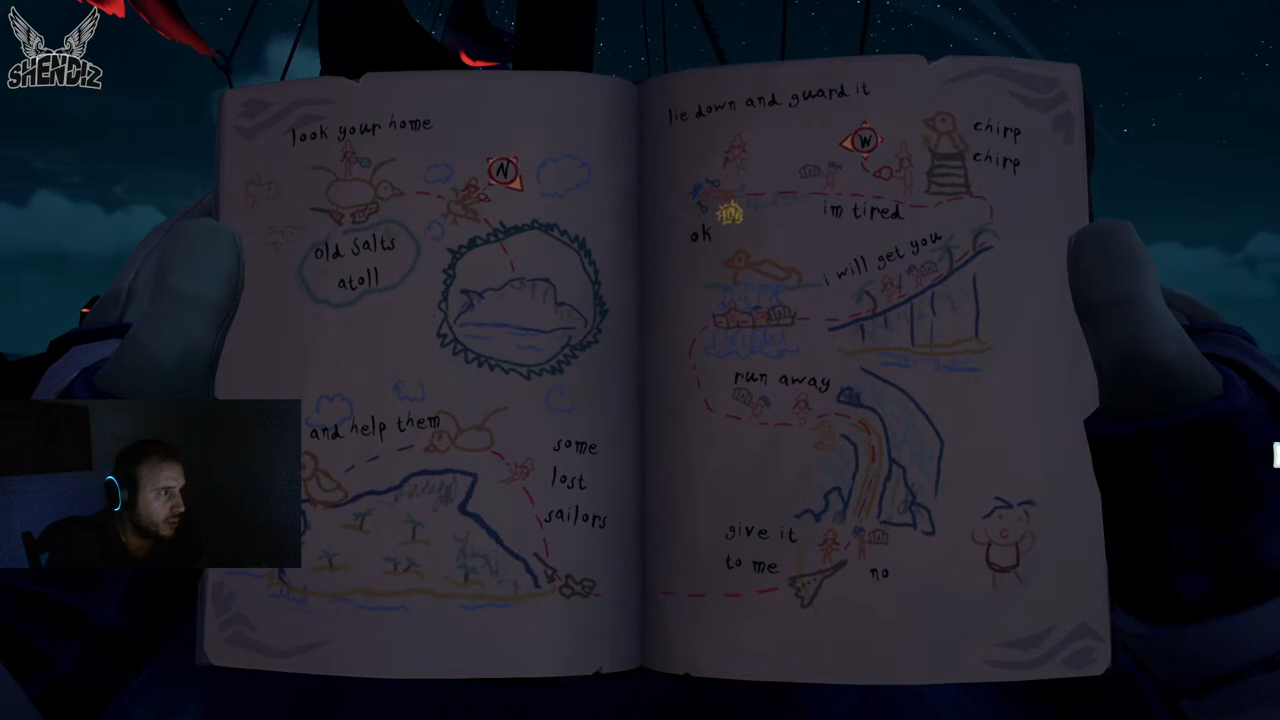 SHENDIZ
look your home
N
old salts
atoll
and help them
some
lost
sailors
lie down and guard it
W
chirp
chirp
im tired
ok
i will get you
run away
give it
to me
no